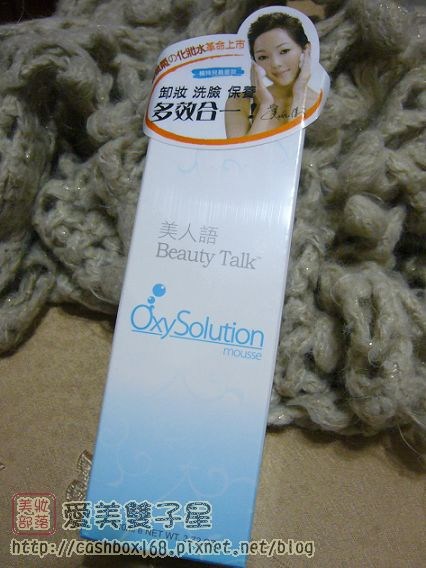 の化妝水革命上市
卸妝 洗臉 保養
多效合一！
美人語
Beauty Talk™
OxySolution
mousse
NET WT.
美妝
部落
愛美雙子星
http://cashbox168.pixnet.net/blog